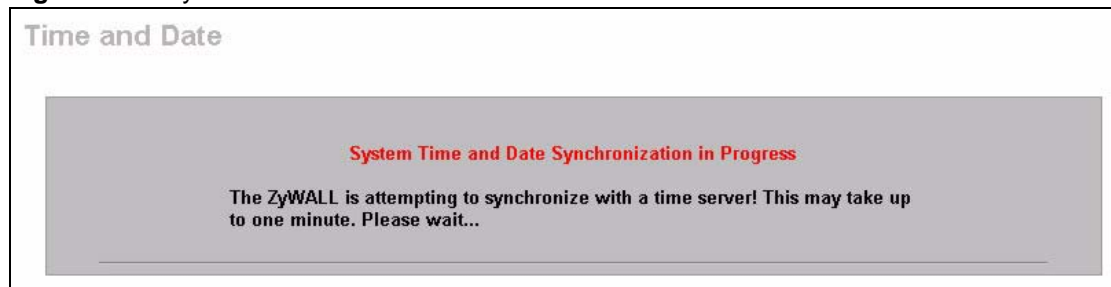 Time and Date
System Time and Date Synchronization in Progress
The ZyWALL is attempting to synchronize with a time server! This may take up
to one minute. Please wait...